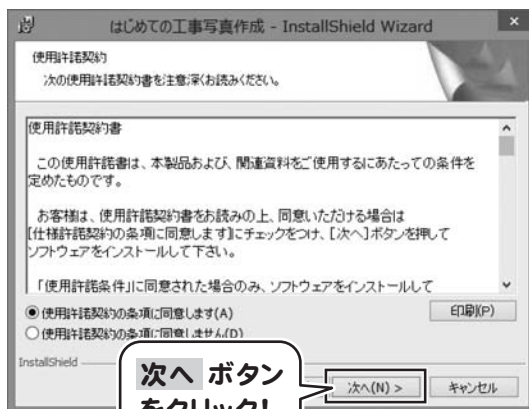 はじめての工事写真作成 - InstallShield Wizard
使用許諾契約
次の使用許諾契約書を注意深くお読みください。
使用許諾契約書
この使用許諾書は、本製品および、関連資料をご使用するにあたっての条件を
定めたものです。
お客様は、使用許諾契約書をお読みの上、同意いただける場合は
[仕様許諾契約の条項に同意します]にチェックをつけ、[次へ]ボタンを押して
ソフトウェアをインストールして下さい。
「使用許諾条件」に同意された場合のみ、ソフトウェアをインストールして
使用許諾契約の条項に同意します(A)
印刷(P)
使用許諾契約の条項に同意しません(D)
InstallShield
次へ ボタン
をクリック!
次へ(N) >
キャンセル